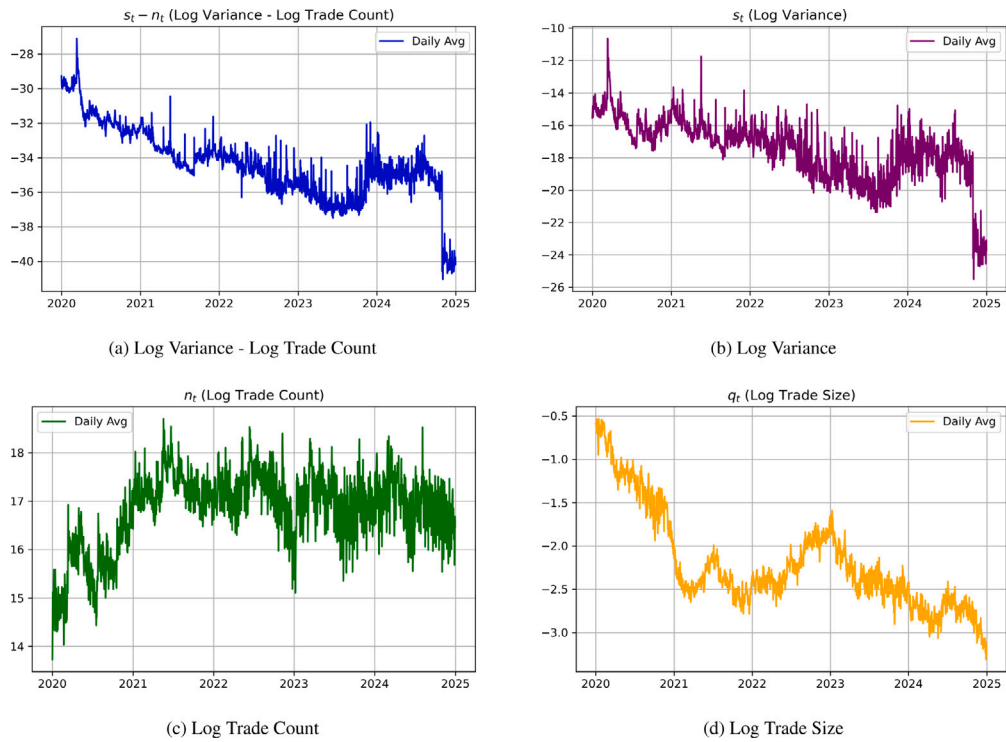 s_t − n_t (Log Variance - Log Trade Count)
Daily Avg
−28
−30
−32
−34
−36
−38
−40
2020 2021 2022 2023 2024 2025
(a) Log Variance - Log Trade Count
s_t (Log Variance)
Daily Avg
−10
−12
−14
−16
−18
−20
−22
−24
−26
2020 2021 2022 2023 2024 2025
(b) Log Variance
n_t (Log Trade Count)
Daily Avg
18
17
16
15
14
2020 2021 2022 2023 2024 2025
(c) Log Trade Count
q_t (Log Trade Size)
Daily Avg
−0.5
−1.0
−1.5
−2.0
−2.5
−3.0
2020 2021 2022 2023 2024 2025
(d) Log Trade Size